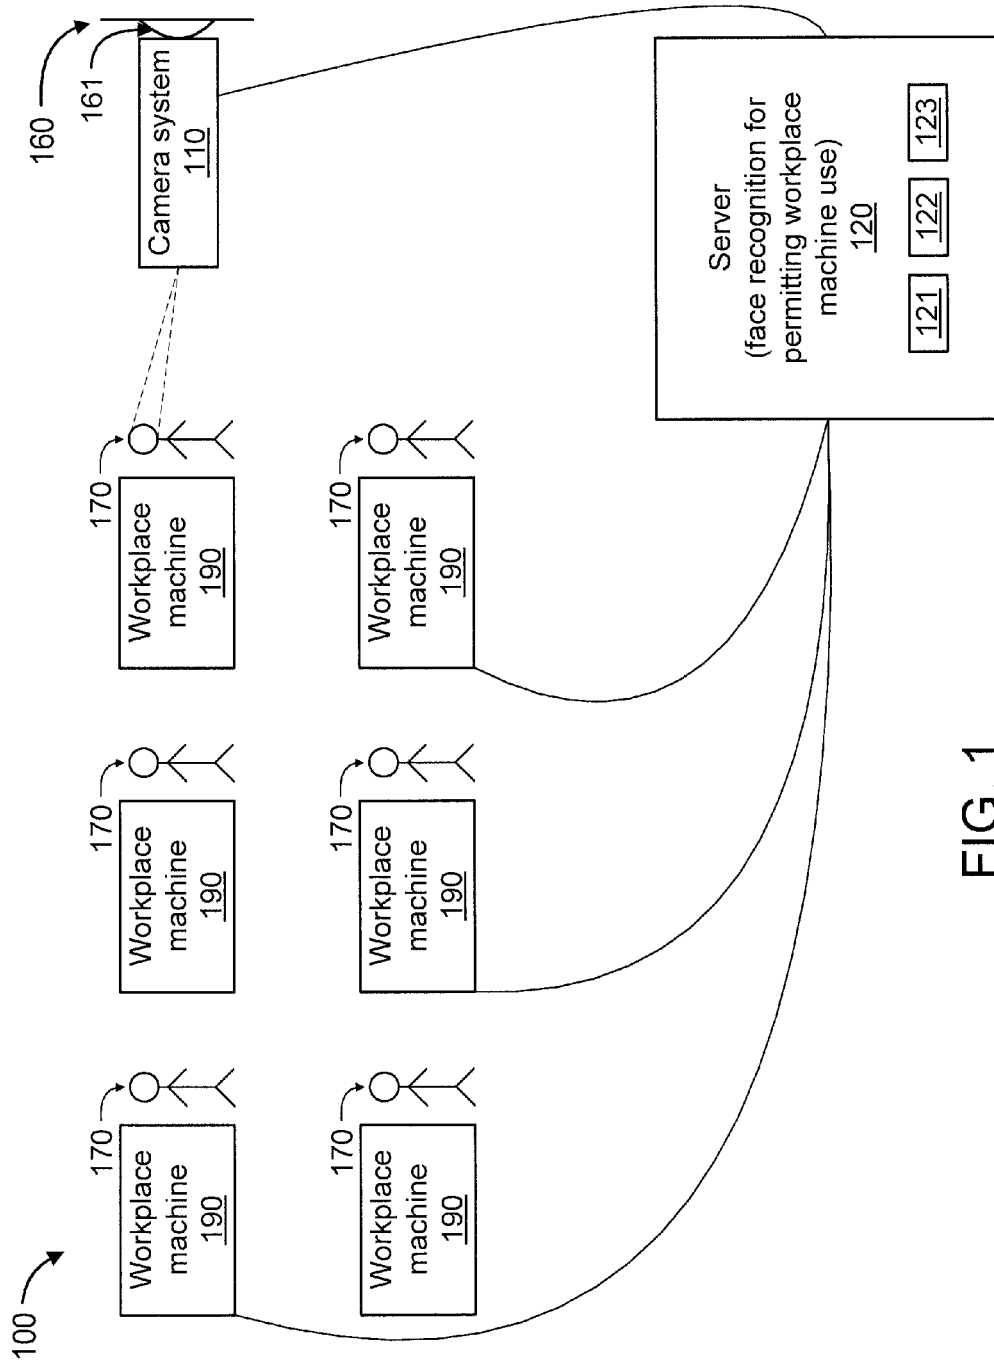 100
170
Workplace
machine
190
170
Workplace
machine
190
170
Workplace
machine
190
160
161
Camera system
110
170
Workplace
machine
190
170
Workplace
machine
190
170
Workplace
machine
190
Server
(face recognition for
permitting workplace
machine use)
120
121
122
123
FIG. 1